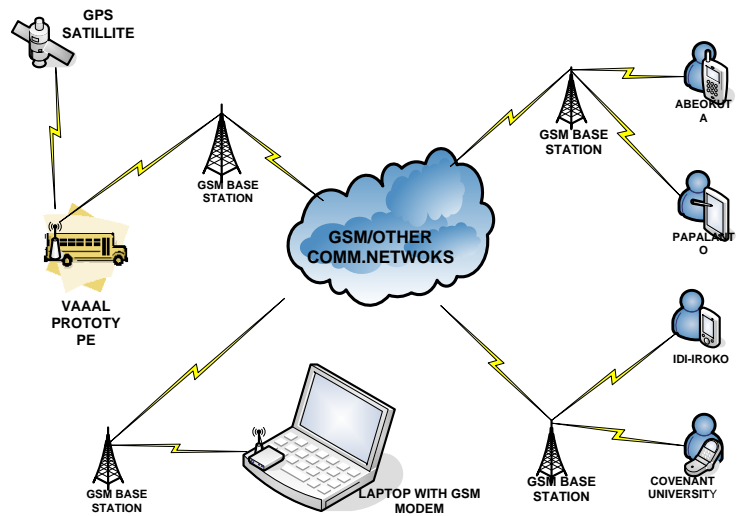 GPS
SATILLITE
ABEOKUT
A
GSM BASE
STATION
GSM BASE
STATION
PAPALANT
O
GSM/OTHER
COMM.NETWOKS
VAAAL
PROTOTY
PE
IDI-IROKO
GSM BASE
STATION
LAPTOP WITH GSM
MODEM
GSM BASE
STATION
COVENANT
UNIVERSITY